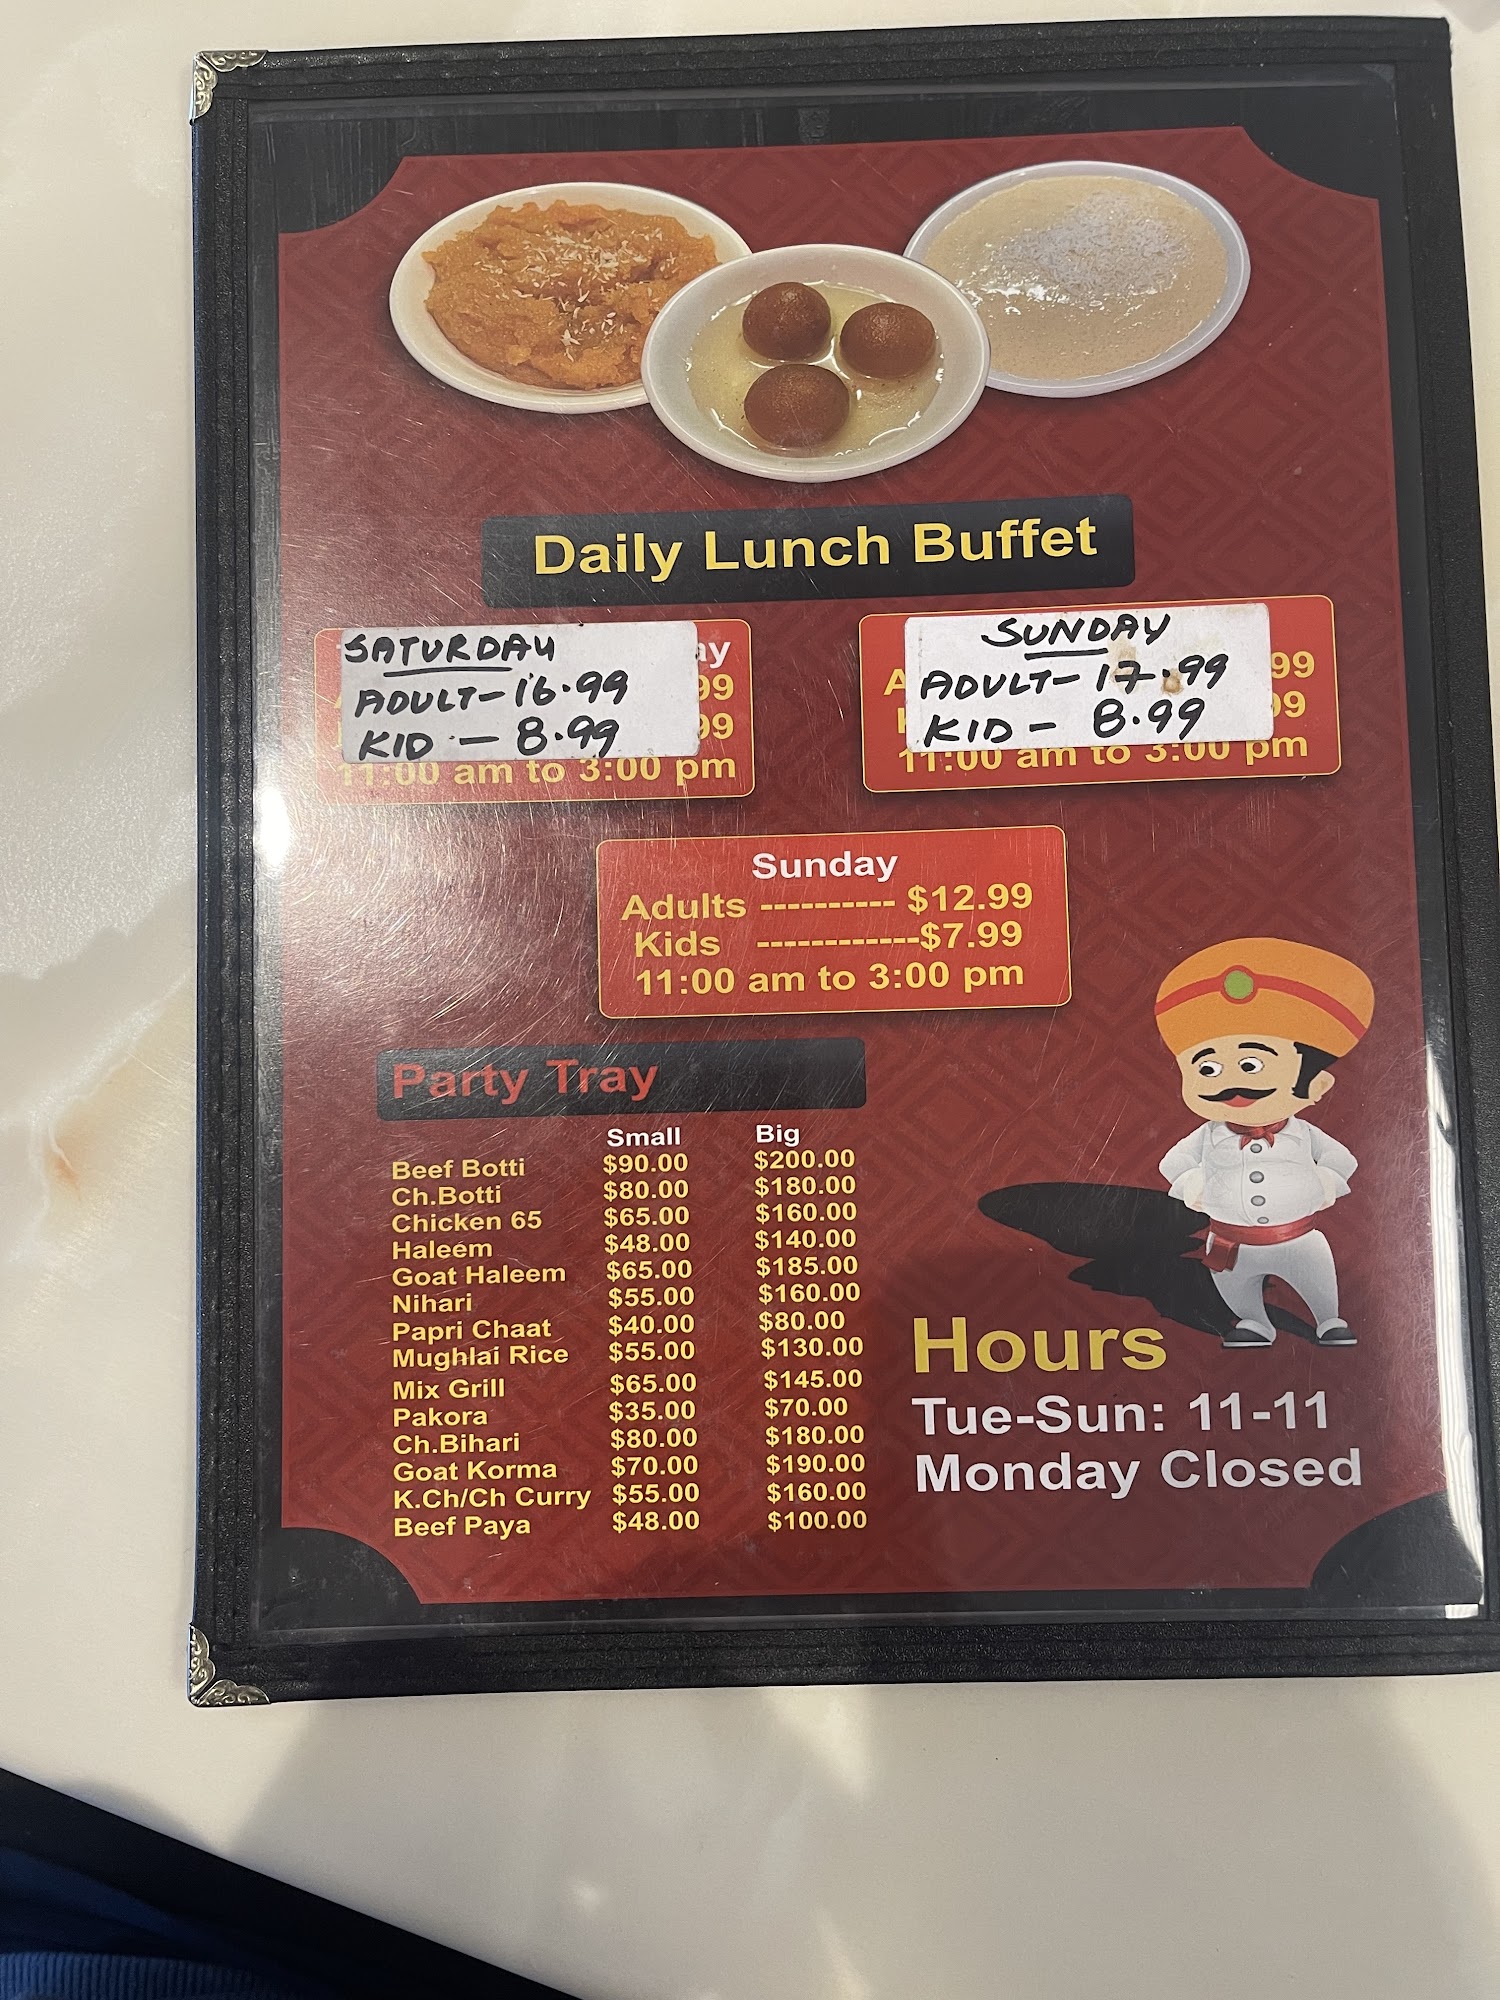 Daily Lunch Buffet
SATURDAY
ADULT-16.99
KID - 8.99
ay
99
99
11:00 am to 3:00 pm
SUNDAY
ADULT- 17.99
KID - 8.99
A
99
99
11:00 am to 3:00 pm
Sunday
Adults ---------- $12.99
Kids ------------$7.99
11:00 am to 3:00 pm
Party Tray
Small Big
Beef Botti $90.00 $200.00
Ch.Botti $80.00 $180.00
Chicken 65 $65.00 $160.00
Haleem $48.00 $140.00
Goat Haleem $65.00 $185.00
Nihari $55.00 $160.00
Papri Chaat $40.00 $80.00
Mughlai Rice $55.00 $130.00
Mix Grill $65.00 $145.00
Pakora $35.00 $70.00
Ch.Bihari $80.00 $180.00
Goat Korma $70.00 $190.00
K.Ch/Ch Curry $55.00 $160.00
Beef Paya $48.00 $100.00
Hours
Tue-Sun: 11-11
Monday Closed